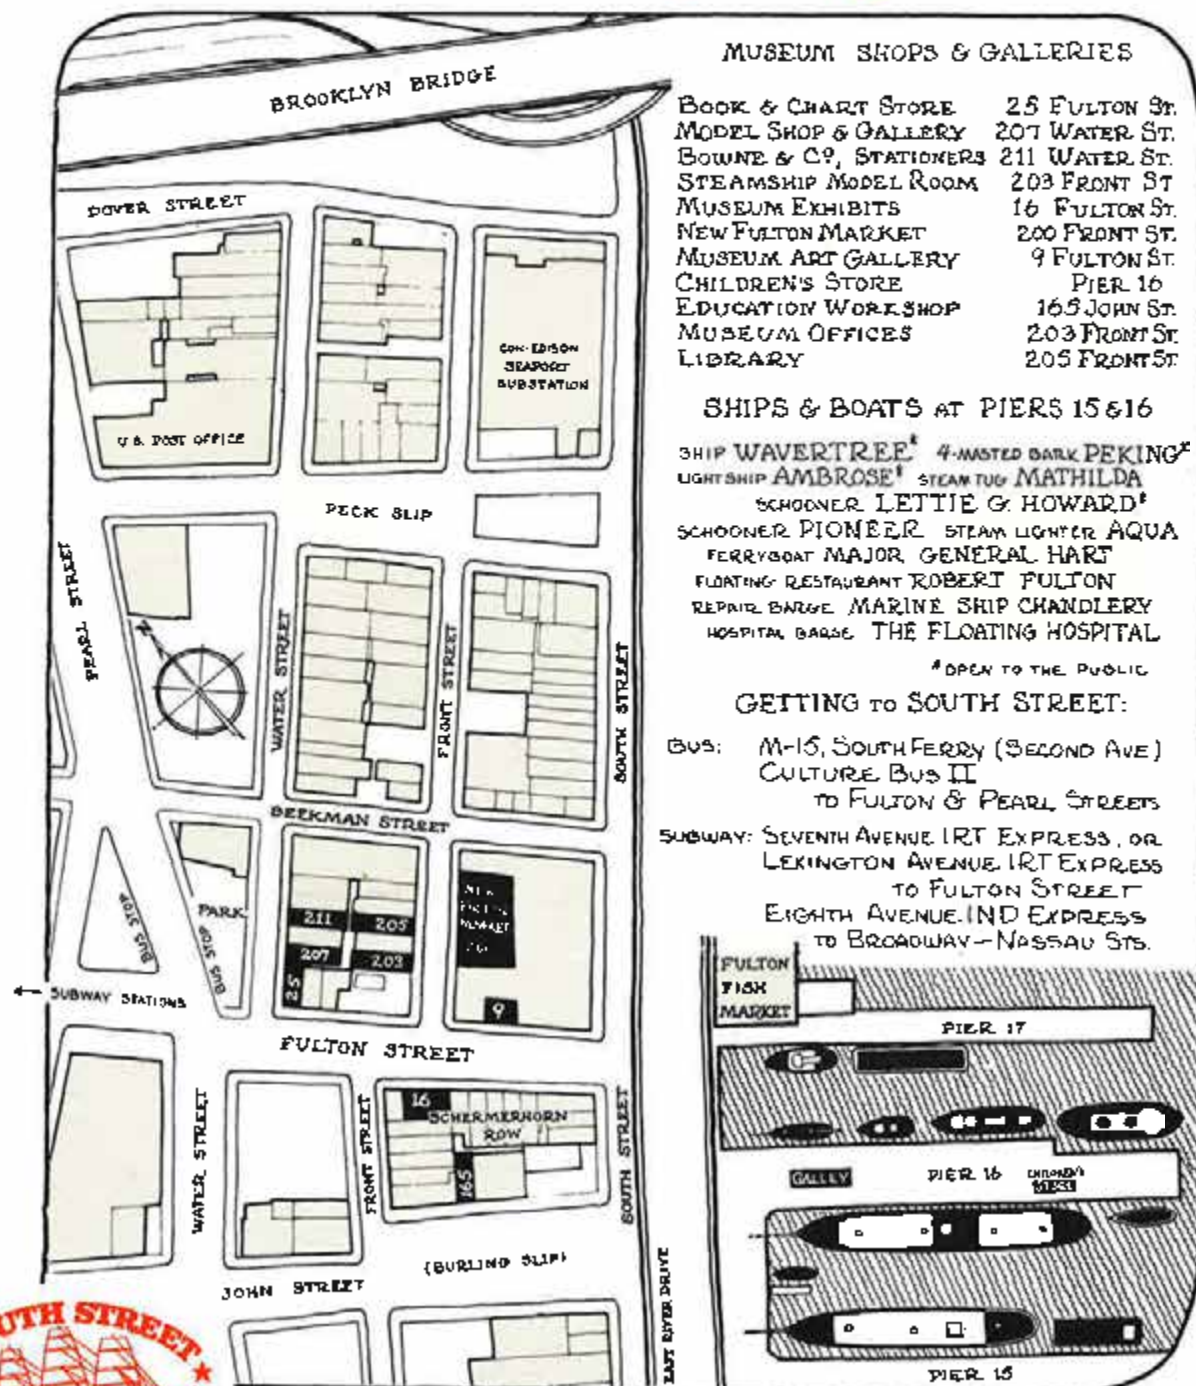 BROOKLYN BRIDGE
DOVER STREET
U.S. POST OFFICE
CON-EDISON
SEAPORT
SUBSTATION
PECK SLIP
PEARL STREET
N
WATER STREET
FRONT STREET
SOUTH STREET
BEEKMAN STREET
BUS STOP
PARK
BUS STOP
211
205
207
203
25
NEW
FULTON
MARKET
9
SUBWAY STATIONS
FULTON STREET
WATER STREET
FRONT STREET
16
SCHERMERHORN
ROW
165
SOUTH STREET
JOHN STREET
(BURLING SLIP)
EAST RIVER DRIVE
UTH STREET
MUSEUM SHOPS & GALLERIES
BOOK & CHART STORE 25 FULTON ST.
MODEL SHOP & GALLERY 207 WATER ST.
BOWNE & CO, STATIONERS 211 WATER ST.
STEAMSHIP MODEL ROOM 203 FRONT ST
MUSEUM EXHIBITS 16 FULTON ST.
NEW FULTON MARKET 200 FRONT ST.
MUSEUM ART GALLERY 9 FULTON ST.
CHILDREN'S STORE PIER 16
EDUCATION WORKSHOP 165 JOHN ST.
MUSEUM OFFICES 203 FRONT ST.
LIBRARY 205 FRONT ST.
SHIPS & BOATS AT PIERS 15 & 16
SHIP WAVERTREE* 4-MASTED BARK PEKING*
LIGHTSHIP AMBROSE* STEAM TUG MATHILDA
SCHOONER LETTIE G. HOWARD*
SCHOONER PIONEER STEAM LIGHTER AQUA
FERRYBOAT MAJOR GENERAL HART
FLOATING RESTAURANT ROBERT FULTON
REPAIR BARGE MARINE SHIP CHANDLERY
HOSPITAL BARGE THE FLOATING HOSPITAL
*OPEN TO THE PUBLIC
GETTING TO SOUTH STREET:
BUS: M-15, SOUTH FERRY (SECOND AVE)
CULTURE BUS II
TO FULTON & PEARL STREETS
SUBWAY: SEVENTH AVENUE IRT EXPRESS, OR
LEXINGTON AVENUE IRT EXPRESS
TO FULTON STREET
EIGHTH AVENUE IND EXPRESS
TO BROADWAY-NASSAU STS.
FULTON
FISH
MARKET
PIER 17
GALLEY
PIER 16
CHILDREN'S
PIER 15